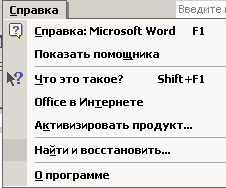 Справка
Введите
Справка: Microsoft Word F1
Показать помощника
Что это такое? Shift+F1
Office в Интернете
Активизировать продукт...
Найти и восстановить...
О программе